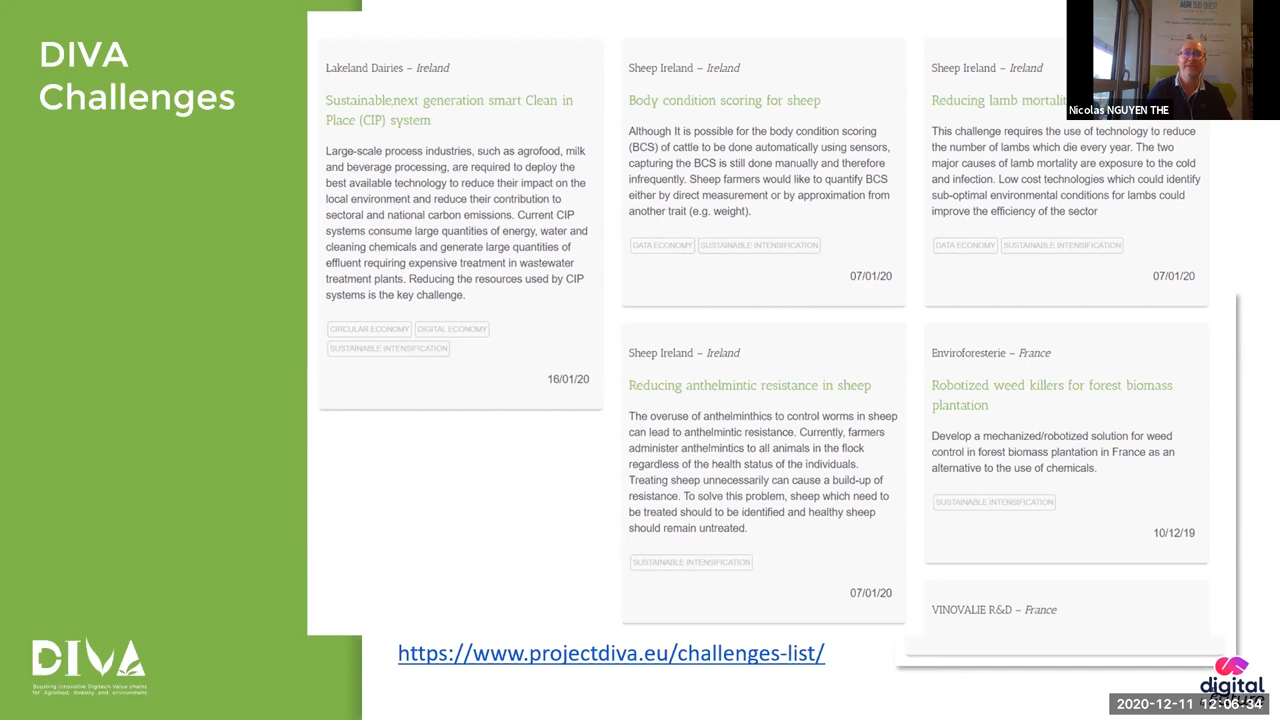 DIVA
Challenges
Lakeland Dairies – Ireland
Sustainable,next generation smart Clean in
Place (CIP) system
Large-scale process industries, such as agrofood, milk
and beverage processing, are required to deploy the
best available technology to reduce their impact on the
local environment and reduce their contribution to
sectoral and national carbon emissions. Current CIP
systems consume large quantities of energy, water and
cleaning chemicals and generate large quantities of
effluent requiring expensive treatment in wastewater
treatment plants. Reducing the resources used by CIP
systems is the key challenge.
CIRCULAR ECONOMY DIGITAL ECONOMY
SUSTAINABLE INTENSIFICATION
16/01/20
Sheep Ireland – Ireland
Body condition scoring for sheep
Although It is possible for the body condition scoring
(BCS) of cattle to be done automatically using sensors,
capturing the BCS is still done manually and therefore
infrequently. Sheep farmers would like to quantify BCS
either by direct measurement or by approximation from
another trait (e.g. weight).
DATA ECONOMY SUSTAINABLE INTENSIFICATION
07/01/20
Sheep Ireland – Ireland
Reducing lamb mortalit
This challenge requires the use of technology to reduce
the number of lambs which die every year. The two
major causes of lamb mortality are exposure to the cold
and infection. Low cost technologies which could identify
sub-optimal environmental conditions for lambs could
improve the efficiency of the sector
DATA ECONOMY SUSTAINABLE INTENSIFICATION
07/01/20
Sheep Ireland – Ireland
Reducing anthelmintic resistance in sheep
The overuse of anthelminthics to control worms in sheep
can lead to anthelmintic resistance. Currently, farmers
administer anthelmintics to all animals in the flock
regardless of the health status of the individuals.
Treating sheep unnecessarily can cause a build-up of
resistance. To solve this problem, sheep which need to
be treated should to be identified and healthy sheep
should remain untreated.
SUSTAINABLE INTENSIFICATION
07/01/20
Enviroforesterie – France
Robotized weed killers for forest biomass
plantation
Develop a mechanized/robotized solution for weed
control in forest biomass plantation in France as an
alternative to the use of chemicals.
SUSTAINABLE INTENSIFICATION
10/12/19
VINOVALIE R&D – France
AGRI SUD-OUEST
Nicolas NGUYEN THE
https://www.projectdiva.eu/challenges-list/
DIVA
Boosting innovative Digitech Value chains
for Agrofood, forestry and environment
digital
2020-12-11 12:06:34